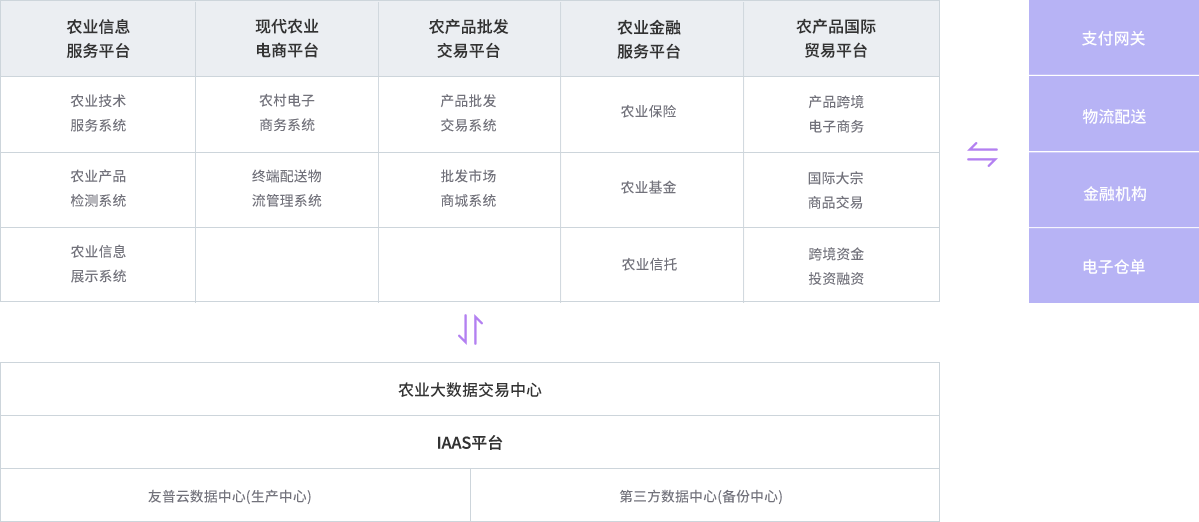 农业信息
服务平台
现代农业
电商平台
农产品批发
交易平台
农业金融
服务平台
农产品国际
贸易平台
农业技术
服务系统
农村电子
商务系统
产品批发
交易系统
农业保险
产品跨境
电子商务
农业产品
检测系统
终端配送物
流管理系统
批发市场
商城系统
农业基金
国际大宗
商品交易
农业信息
展示系统
农业信托
跨境资金
投资融资
支付网关
物流配送
金融机构
电子仓单
农业大数据交易中心
IAAS平台
友普云数据中心(生产中心)
第三方数据中心(备份中心)